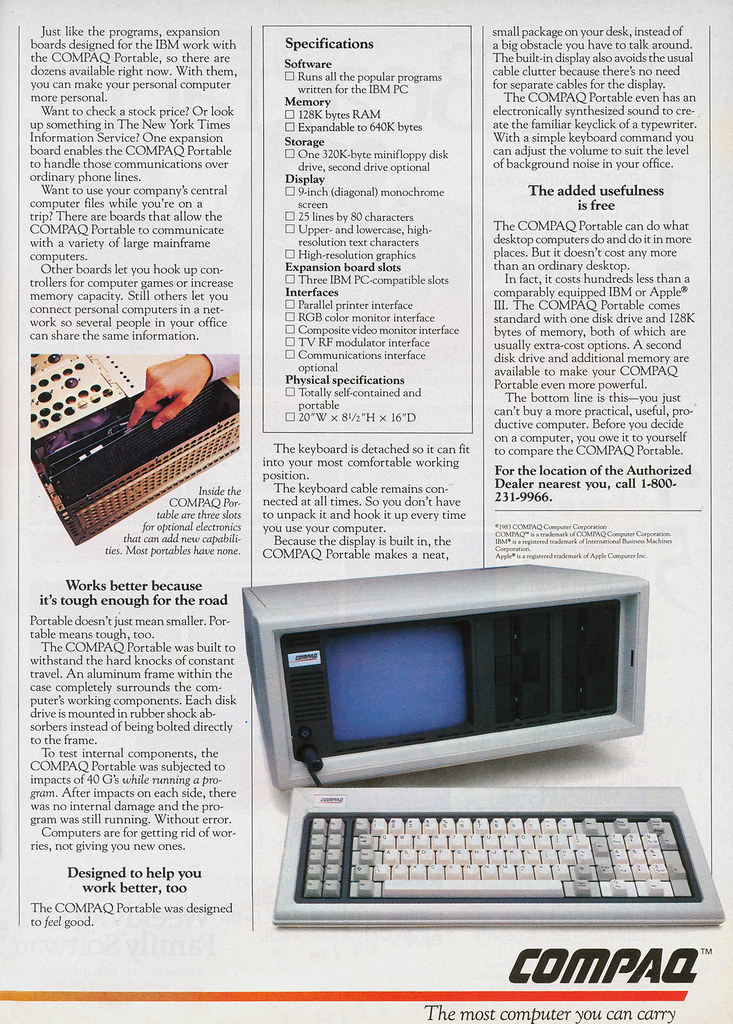 Just like the programs, expansion
boards designed for the IBM work with
the COMPAQ Portable, so there are
dozens available right now. With them,
you can make your personal computer
more personal.
Want to check a stock price? Or look
up something in The New York Times
Information Service? One expansion
board enables the COMPAQ Portable
to handle those communications over
ordinary phone lines.
Want to use your company's central
computer files while you're on a
trip? There are boards that allow the
COMPAQ Portable to communicate
with a variety of large mainframe
computers.
Other boards let you hook up con-
trollers for computer games or increase
memory capacity. Still others let you
connect personal computers in a net-
work so several people in your office
can share the same information.
Inside the
COMPAQ Por-
table are three slots
for optional electronics
that can add new capabili-
ties. Most portables have none.
Works better because
it's tough enough for the road
Portable doesn't just mean smaller. Por-
table means tough, too.
The COMPAQ Portable was built to
withstand the hard knocks of constant
travel. An aluminum frame within the
case completely surrounds the com-
puter's working components. Each disk
drive is mounted in rubber shock ab-
sorbers instead of being bolted directly
to the frame.
To test internal components, the
COMPAQ Portable was subjected to
impacts of 40 G's while running a pro-
gram. After impacts on each side, there
was no internal damage and the pro-
gram was still running. Without error.
Computers are for getting rid of wor-
ries, not giving you new ones.
Designed to help you
work better, too
The COMPAQ Portable was designed
to feel good.
Specifications
Software
☐ Runs all the popular programs
written for the IBM PC
Memory
☐ 128K bytes RAM
☐ Expandable to 640K bytes
Storage
☐ One 320K-byte minifloppy disk
drive, second drive optional
Display
☐ 9-inch (diagonal) monochrome
screen
☐ 25 lines by 80 characters
☐ Upper- and lowercase, high-
resolution text characters
☐ High-resolution graphics
Expansion board slots
☐ Three IBM PC-compatible slots
Interfaces
☐ Parallel printer interface
☐ RGB color monitor interface
☐ Composite video monitor interface
☐ TV RF modulator interface
☐ Communications interface
optional
Physical specifications
☐ Totally self-contained and
portable
☐ 20"W × 8½"H × 16"D
The keyboard is detached so it can fit
into your most comfortable working
position.
The keyboard cable remains con-
nected at all times. So you don't have
to unpack it and hook it up every time
you use your computer.
Because the display is built in, the
COMPAQ Portable makes a neat,
small package on your desk, instead of
a big obstacle you have to talk around.
The built-in display also avoids the usual
cable clutter because there's no need
for separate cables for the display.
The COMPAQ Portable even has an
electronically synthesized sound to cre-
ate the familiar keyclick of a typewriter.
With a simple keyboard command you
can adjust the volume to suit the level
of background noise in your office.
The added usefulness
is free
The COMPAQ Portable can do what
desktop computers do and do it in more
places. But it doesn't cost any more
than an ordinary desktop.
In fact, it costs hundreds less than a
comparably equipped IBM or Apple®
III. The COMPAQ Portable comes
standard with one disk drive and 128K
bytes of memory, both of which are
usually extra-cost options. A second
disk drive and additional memory are
available to make your COMPAQ
Portable even more powerful.
The bottom line is this—you just
can't buy a more practical, useful, pro-
ductive computer. Before you decide
on a computer, you owe it to yourself
to compare the COMPAQ Portable.
For the location of the Authorized
Dealer nearest you, call 1-800-
231-9966.
©1983 COMPAQ Computer Corporation
COMPAQ™ is a trademark of COMPAQ Computer Corporation.
IBM® is a registered trademark of International Business Machines
Corporation.
Apple® is a registered trademark of Apple Computer Inc.
COMPAQ
COMPAQ
COMPAQ™
The most computer you can carry